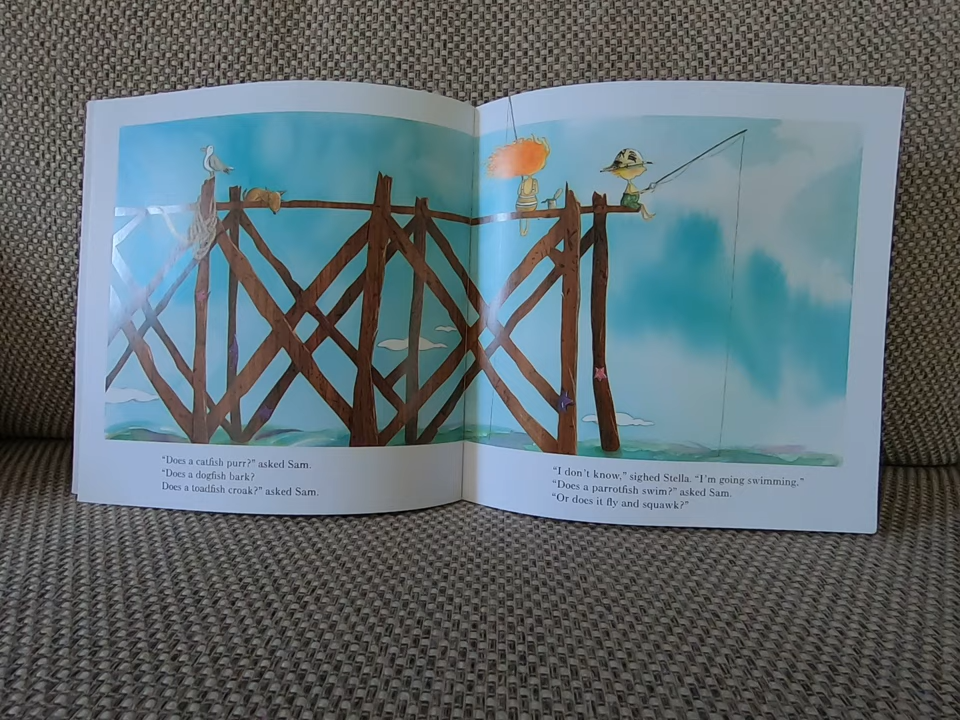 “Does a catfish purr?” asked Sam.
“Does a dogfish bark?
Does a toadfish croak?” asked Sam.
“I don’t know,” sighed Stella. “I’m going swimming.”
“Does a parrotfish swim?” asked Sam.
“Or does it fly and squawk?”